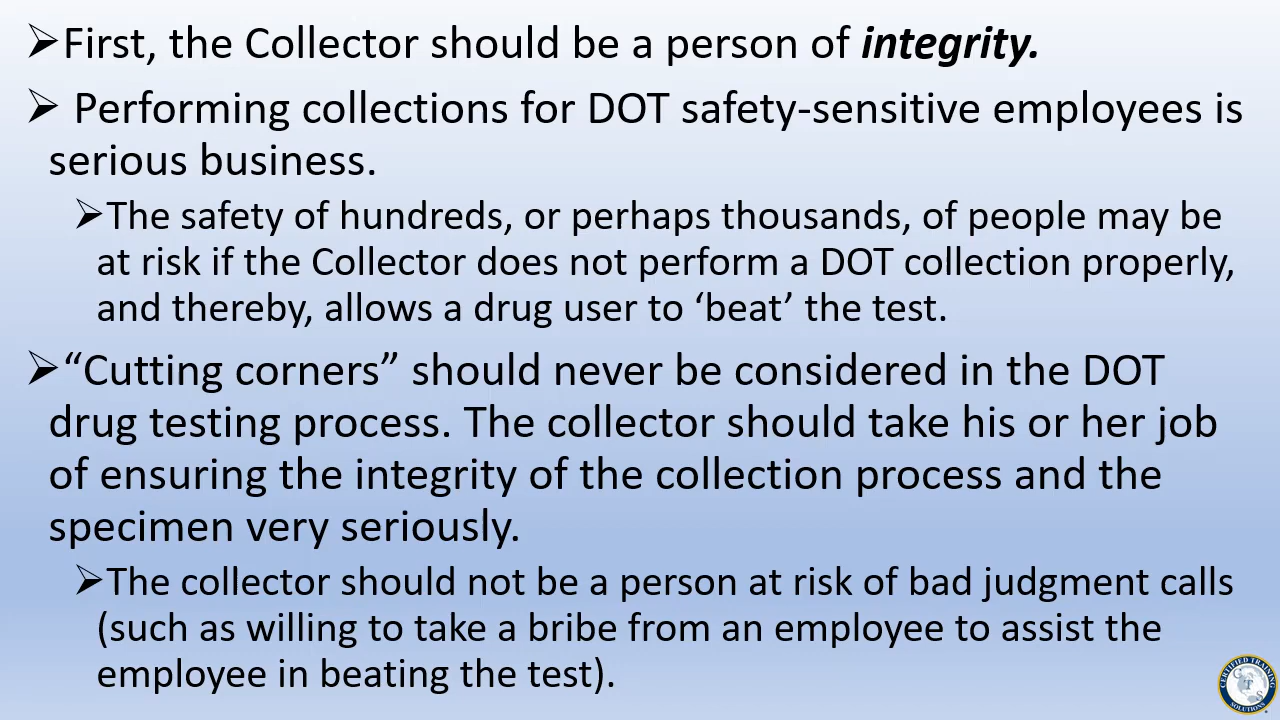 ➢First, the Collector should be a person of integrity.
➢ Performing collections for DOT safety-sensitive employees is
serious business.
➢The safety of hundreds, or perhaps thousands, of people may be
at risk if the Collector does not perform a DOT collection properly,
and thereby, allows a drug user to ‘beat’ the test.
➢“Cutting corners” should never be considered in the DOT
drug testing process. The collector should take his or her job
of ensuring the integrity of the collection process and the
specimen very seriously.
➢The collector should not be a person at risk of bad judgment calls
(such as willing to take a bribe from an employee to assist the
employee in beating the test).
CERTIFIED TRAINING
CTS
SOLUTIONS